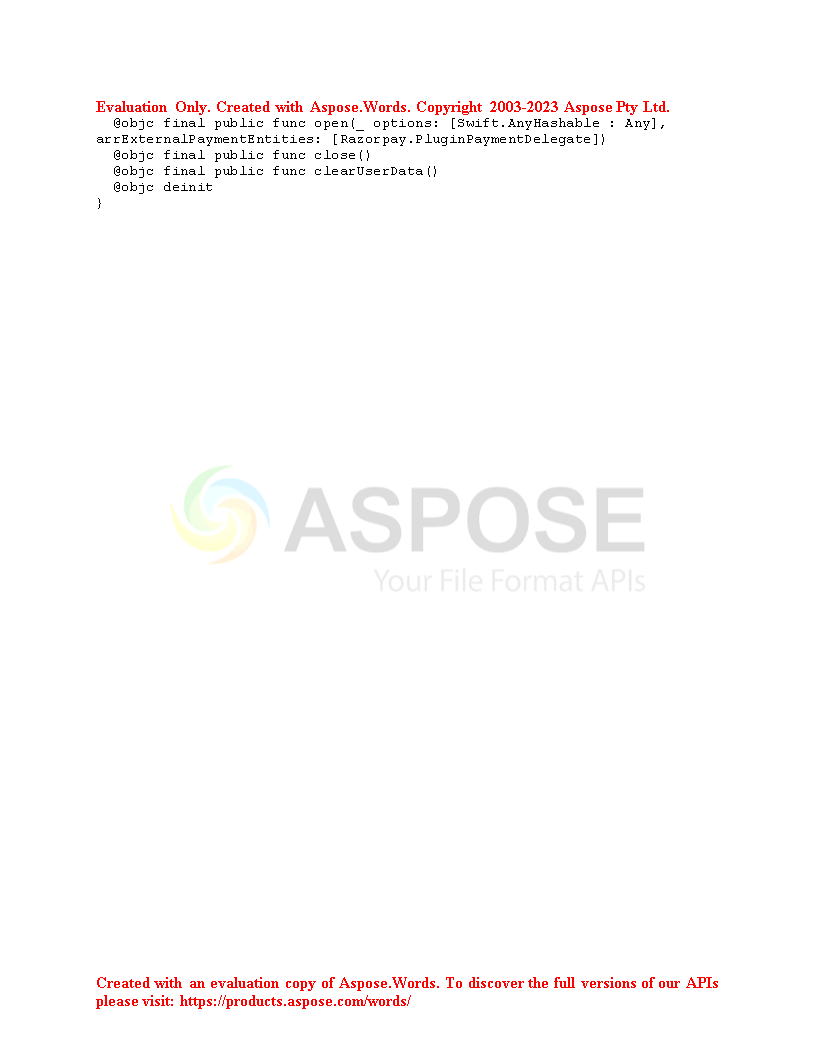 Evaluation Only. Created with Aspose.Words. Copyright 2003-2023 Aspose Pty Ltd.
  @objc final public func open(_ options: [Swift.AnyHashable : Any],
arrExternalPaymentEntities: [Razorpay.PluginPaymentDelegate])
  @objc final public func close()
  @objc final public func clearUserData()
  @objc deinit
}
ASPOSE
Your File Format APIs
Created with an evaluation copy of Aspose.Words. To discover the full versions of our APIs
please visit: https://products.aspose.com/words/